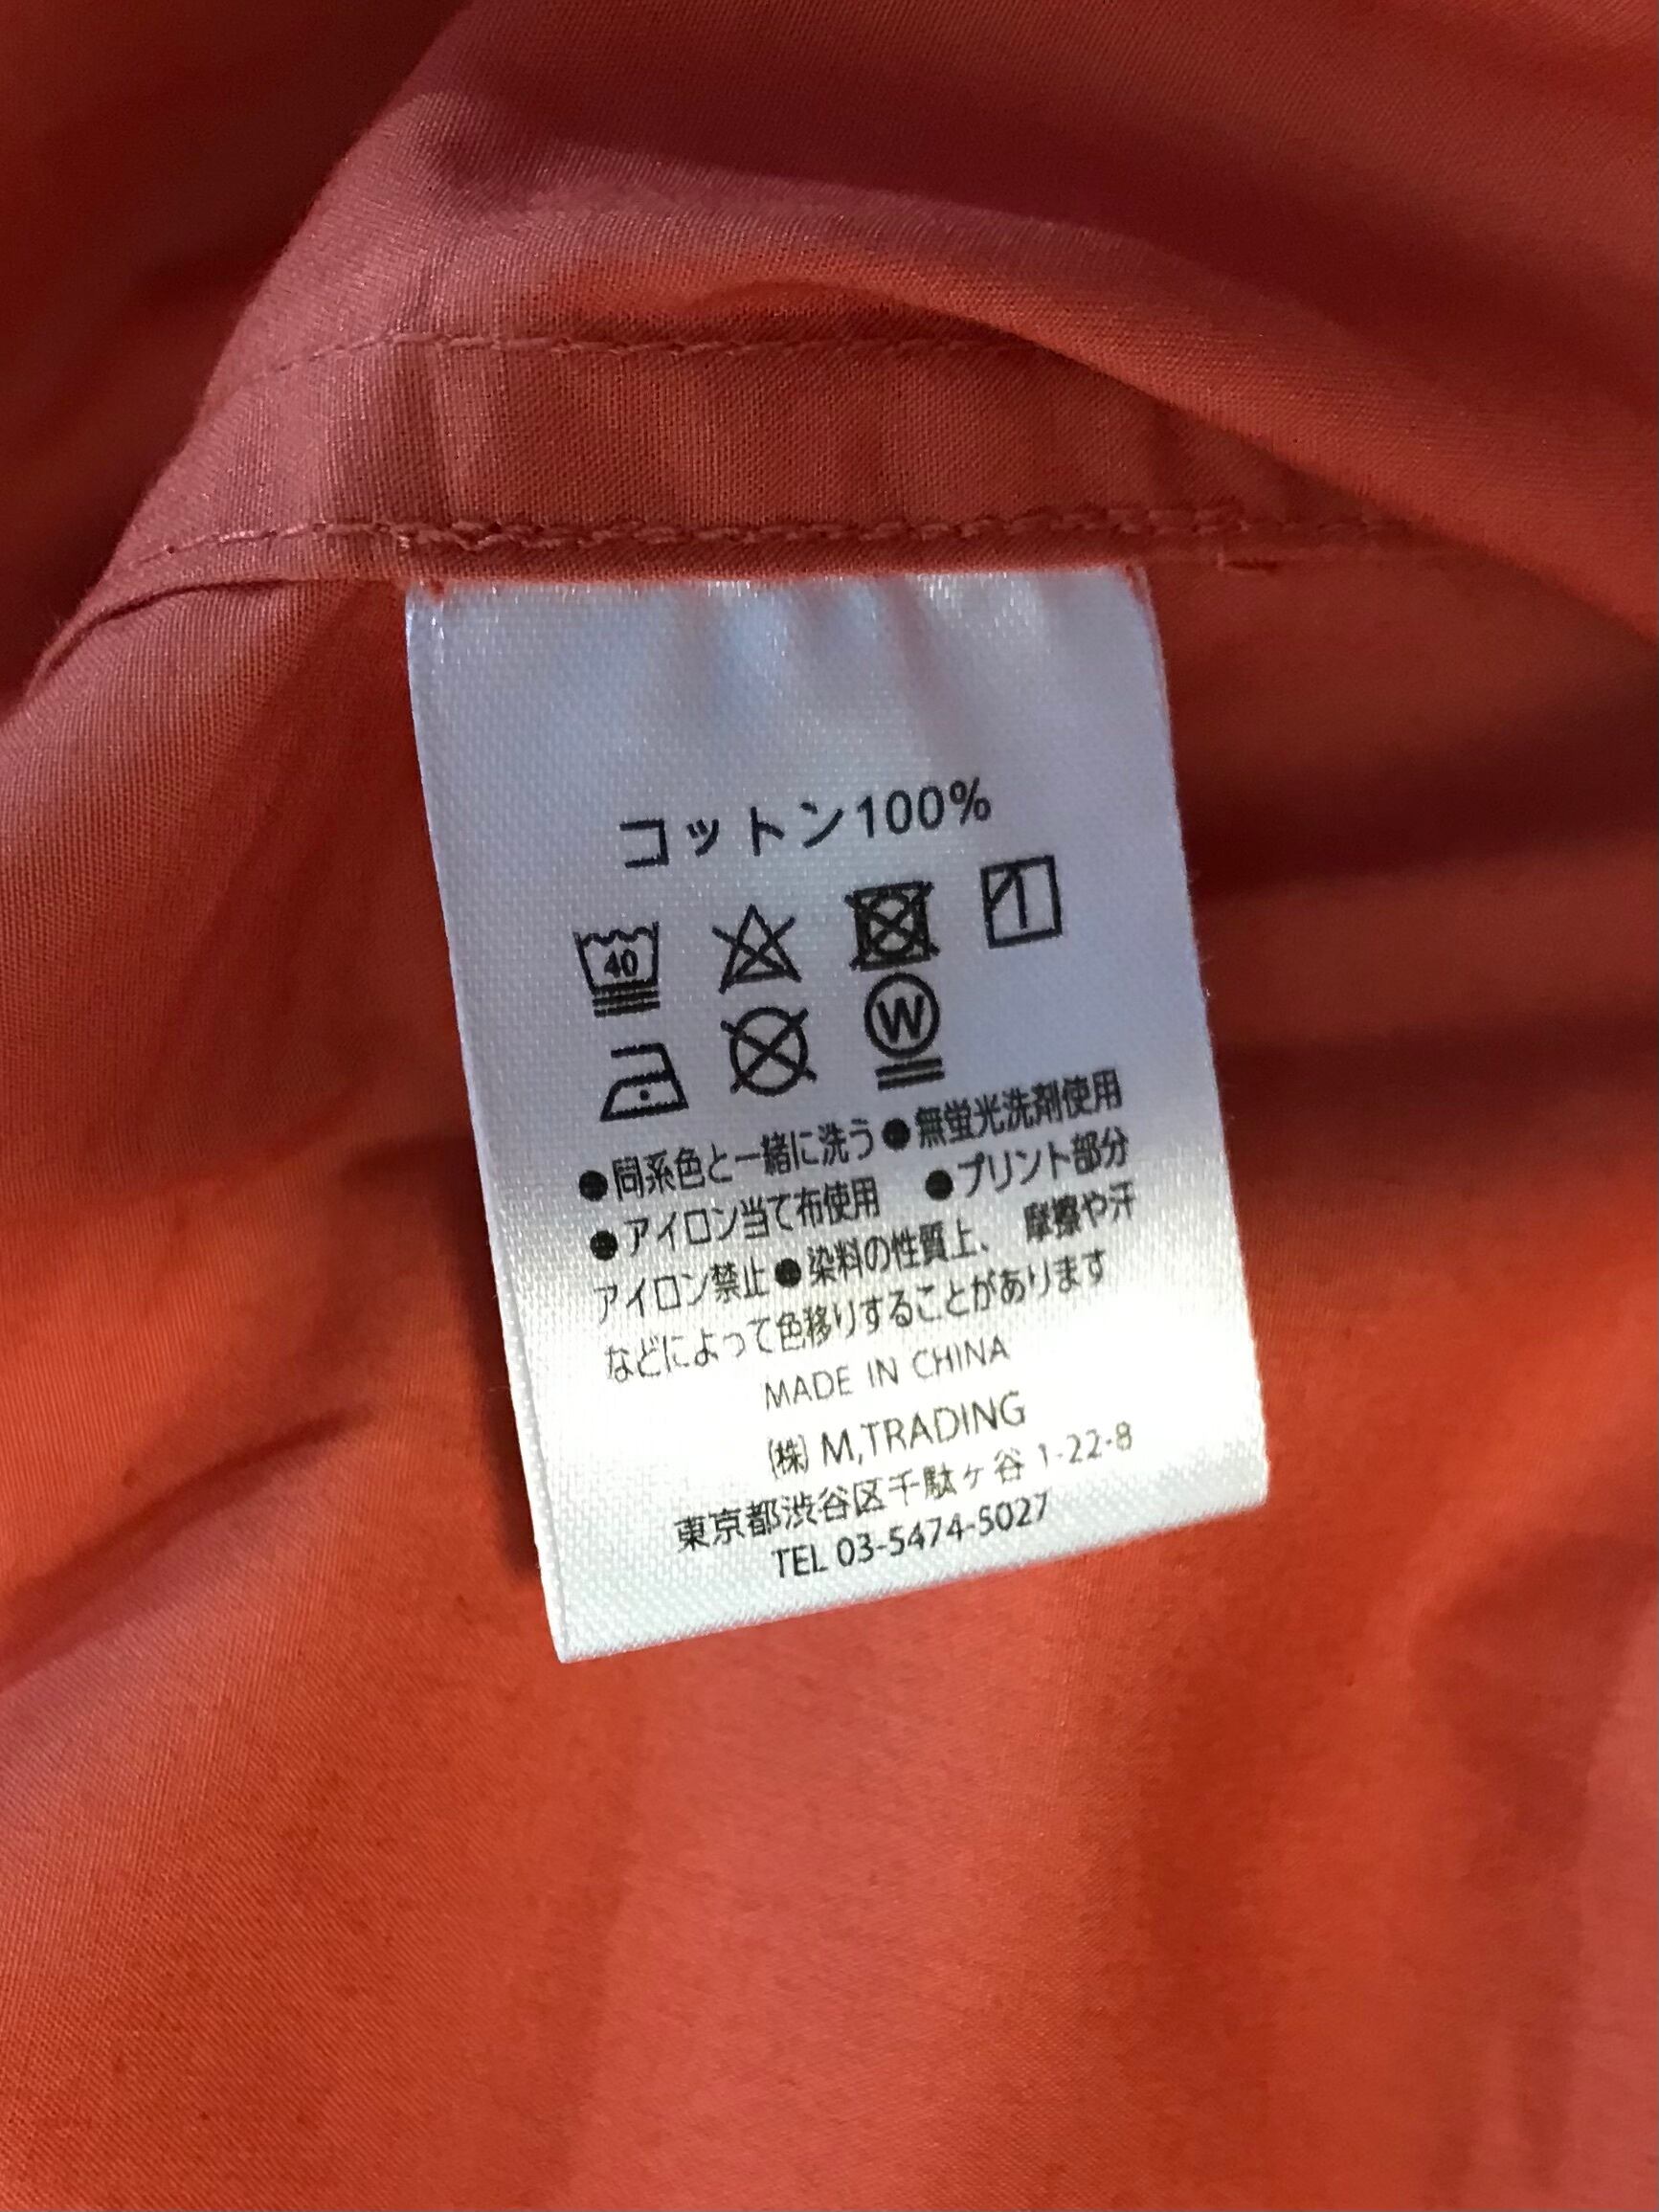 コットン100%
40
W
●同系色と一緒に洗う●無蛍光洗剤使用
●アイロン当て布使用 ●プリント部分
アイロン禁止●染料の性質上、摩擦や汗
などによって色移りすることがあります
MADE IN CHINA
(株) M,TRADING
東京都渋谷区千駄ヶ谷 1-22-8
TEL 03-5474-5027